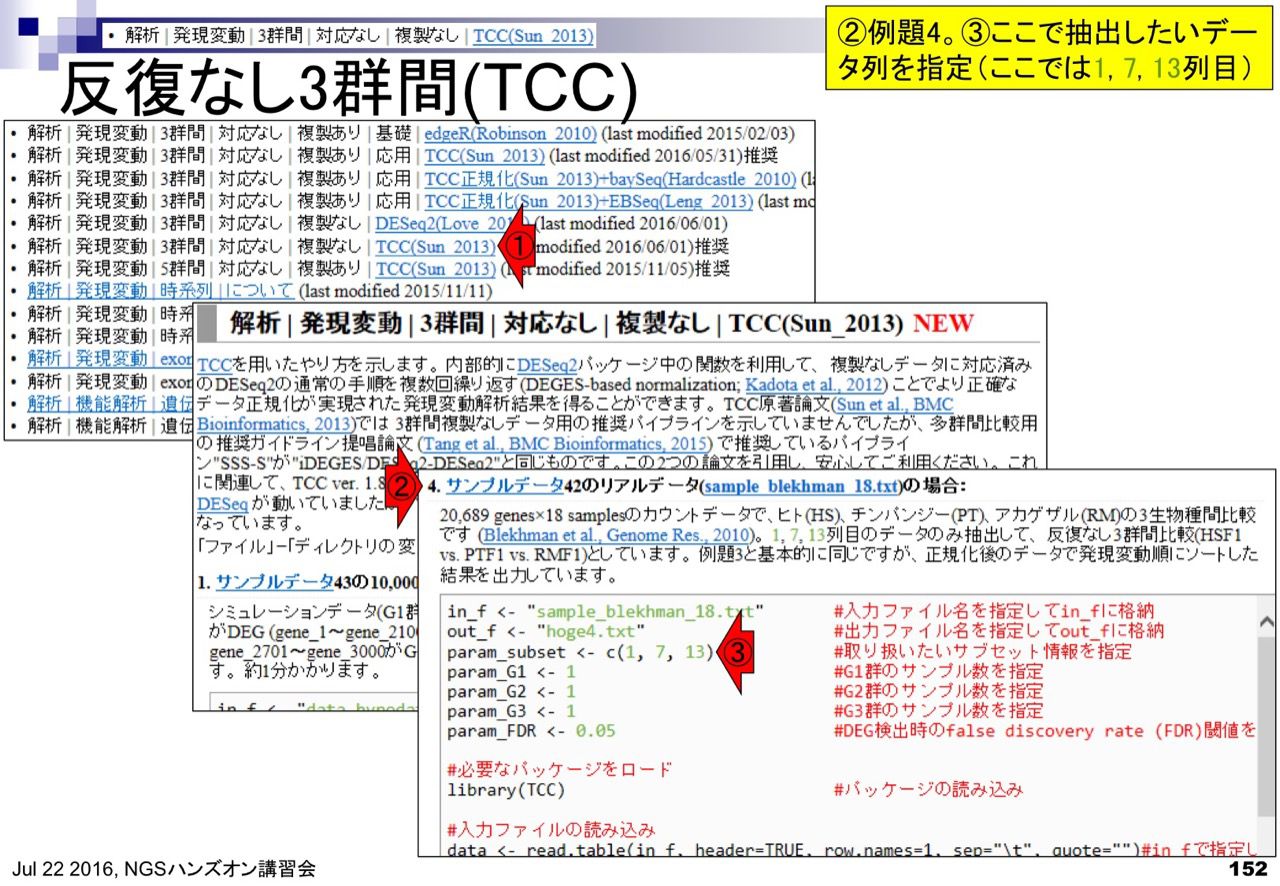 • 解析 | 発現変動 | 3群間 | 対応なし | 複製なし | TCC(Sun_2013)
②例題4。③ここで抽出したいデー
タ列を指定（ここでは1, 7, 13列目）
反復なし3群間(TCC)
• 解析 | 発現変動 | 3群間 | 対応なし | 複製あり | 基礎 | edgeR(Robinson_2010) (last modified 2015/02/03)
• 解析 | 発現変動 | 3群間 | 対応なし | 複製あり | 応用 | TCC(Sun_2013) (last modified 2016/05/31)推奨
• 解析 | 発現変動 | 3群間 | 対応なし | 複製あり | 応用 | TCC正規化(Sun_2013)+baySeq(Hardcastle_2010)
• 解析 | 発現変動 | 3群間 | 対応なし | 複製あり | 応用 | TCC正規化(Sun_2013)+EBSeq(Leng_2013) (last mo
• 解析 | 発現変動 | 3群間 | 対応なし | 複製なし | DESeq2(Love_20 (last modified 2016/06/01)
• 解析 | 発現変動 | 3群間 | 対応なし | 複製なし | TCC(Sun_2013) ① modified 2016/06/01)推奨
• 解析 | 発現変動 | 5群間 | 対応なし | 複製あり | TCC(Sun_2013) (last modified 2015/11/05)推奨
• 解析 | 発現変動 | 時系列 | について (last modified 2015/11/11)
• 解析 | 発現変動 | 時系
• 解析 | 発現変動 | 時系
• 解析 | 発現変動 | exon
• 解析 | 発現変動 | exor
• 解析 | 機能解析 | 遺伝
• 解析 | 機能解析 | 遺伝
解析 | 発現変動 | 3群間 | 対応なし | 複製なし | TCC(Sun_2013) NEW
TCCを用いたやり方を示します。内部的にDESeq2パッケージ中の関数を利用して、複製なしデータに対応済み
のDESeq2の通常の手順を複数回繰り返す(DEGES-based normalization; Kadota et al., 2012)ことでより正確な
データ正規化が実現された発現変動解析結果を得ることができます。TCC原著論文(Sun et al., BMC
Bioinformatics, 2013)では3群間複製なしデータ用の推奨パイプラインを示していませんでしたが、多群間比較用
の推奨ガイドライン提唱論文 (Tang et al., BMC Bioinformatics, 2015)で推奨しているパイプライ
ン"SSS-S"が"iDEGES/DESeq2-DESeq2"と同じものです。この2つの論文を引用し、安心してご利用ください。これ
に関連して、TCC ver. 1.8
DESeq が動いていました
なっています。
「ファイル」−「ディレクトリの変
1. サンプルデータ43の10,000
シミュレーションデータ(G1群
がDEG (gene_1～gene_210
gene_2701～gene_3000がG
す。約1分かかります。
in_f <- "data_hypodat
② 4. サンプルデータ42のリアルデータ(sample_blekhman_18.txt)の場合：
20,689 genes×18 samplesのカウントデータで、ヒト(HS)、チンパンジー(PT)、アカゲザル(RM)の3生物種間比較
です (Blekhman et al., Genome Res., 2010)。1, 7, 13列目のデータのみ抽出して、反復なし3群間比較(HSF1
vs. PTF1 vs. RMF1)としています。例題3と基本的に同じですが、正規化後のデータで発現変動順にソートした
結果を出力しています。
in_f <- "sample_blekhman_18.txt" #入力ファイル名を指定してin_fに格納
out_f <- "hoge4.txt" #出力ファイル名を指定してout_fに格納
param_subset <- c(1, 7, 13) ③ #取り扱いたいサブセット情報を指定
param_G1 <- 1 #G1群のサンプル数を指定
param_G2 <- 1 #G2群のサンプル数を指定
param_G3 <- 1 #G3群のサンプル数を指定
param_FDR <- 0.05 #DEG検出時のfalse discovery rate (FDR)閾値を
#必要なパッケージをロード
library(TCC) #パッケージの読み込み
#入力ファイルの読み込み
data <- read.table(in_f, header=TRUE, row.names=1, sep="\t", quote="")#in_fで指定し
Jul 22 2016, NGSハンズオン講習会
152